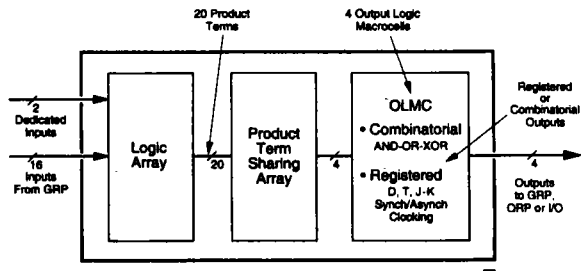 20 Product
Terms
4 Output Logic
Macrocells
2
Dedicated
Inputs
16
Inputs
From GRP
Logic
Array
20
Product
Term
Sharing
Array
4
OLMC
• Combinatorial
AND-OR-XOR
• Registered
D, T, J-K
Synch/Asynch
Clocking
Registered
or
Combinatorial
Outputs
4
Outputs
to GRP,
ORP or I/O